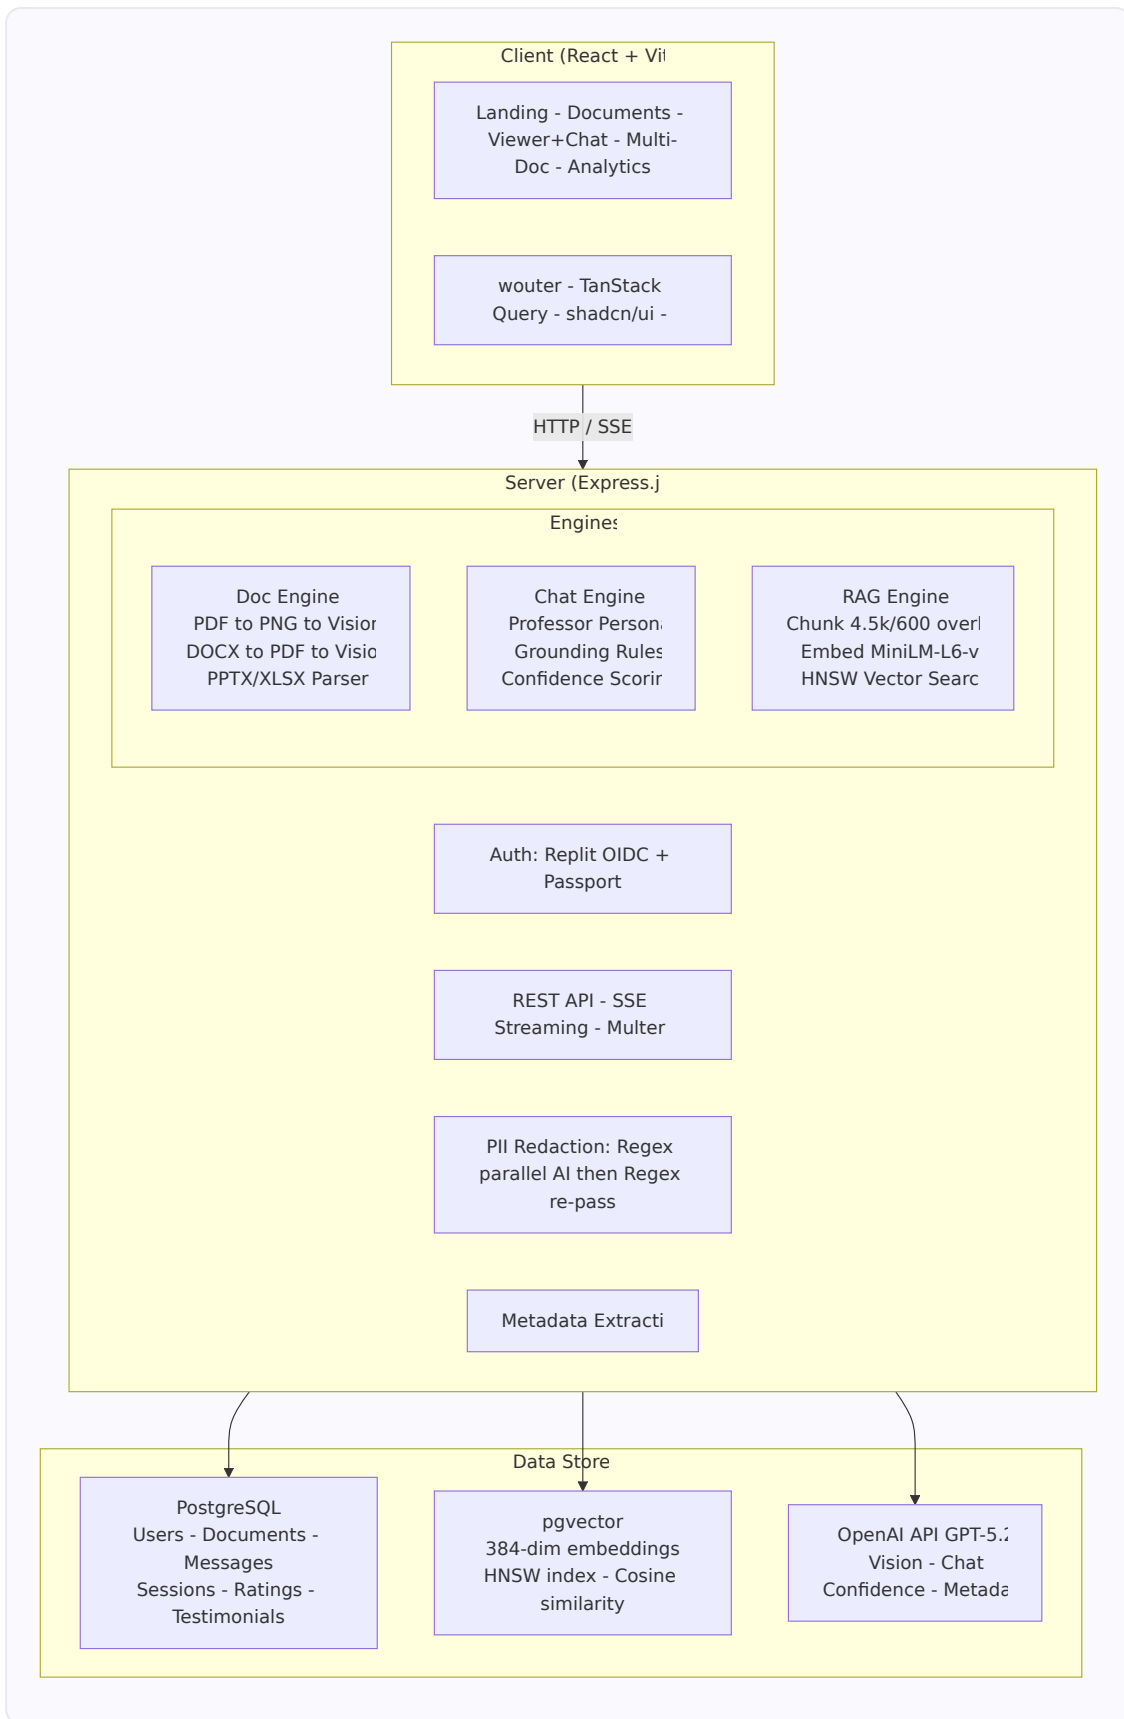 Client (React + Vit
Landing - Documents -
Viewer+Chat - Multi-
Doc - Analytics
wouter - TanStack
Query - shadcn/ui -
HTTP / SSE
Server (Express.j
Engines
Doc Engine
PDF to PNG to Vision
DOCX to PDF to Visio
PPTX/XLSX Parser
Chat Engine
Professor Persona
Grounding Rules
Confidence Scorin
RAG Engine
Chunk 4.5k/600 overl
Embed MiniLM-L6-v
HNSW Vector Searc
Auth: Replit OIDC +
Passport
REST API - SSE
Streaming - Multer
PII Redaction: Regex
parallel AI then Regex
re-pass
Metadata Extracti
Data Store
PostgreSQL
Users - Documents -
Messages
Sessions - Ratings -
Testimonials
pgvector
384-dim embeddings
HNSW index - Cosine
similarity
OpenAI API GPT-5.2
Vision - Chat
Confidence - Metada